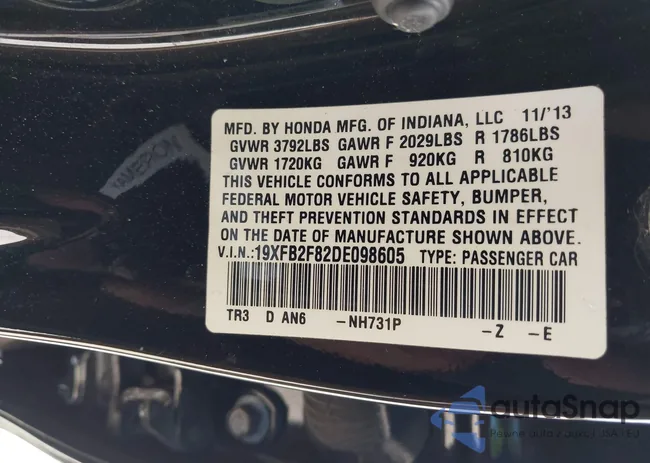 MFD. BY HONDA MFG. OF INDIANA, LLC 11/'13
GVWR 3792LBS GAWR F 2029LBS R 1786LBS
GVWR 1720KG GAWR F 920KG R 810KG
THIS VEHICLE CONFORMS TO ALL APPLICABLE
FEDERAL MOTOR VEHICLE SAFETY, BUMPER,
AND THEFT PREVENTION STANDARDS IN EFFECT
ON THE DATE OF MANUFACTURE SHOWN ABOVE.
V.I.N.:19XFB2F82DE098605 TYPE: PASSENGER CAR
TR3 D AN6 -NH731P -Z -E
autoSnap
Pewne auta z